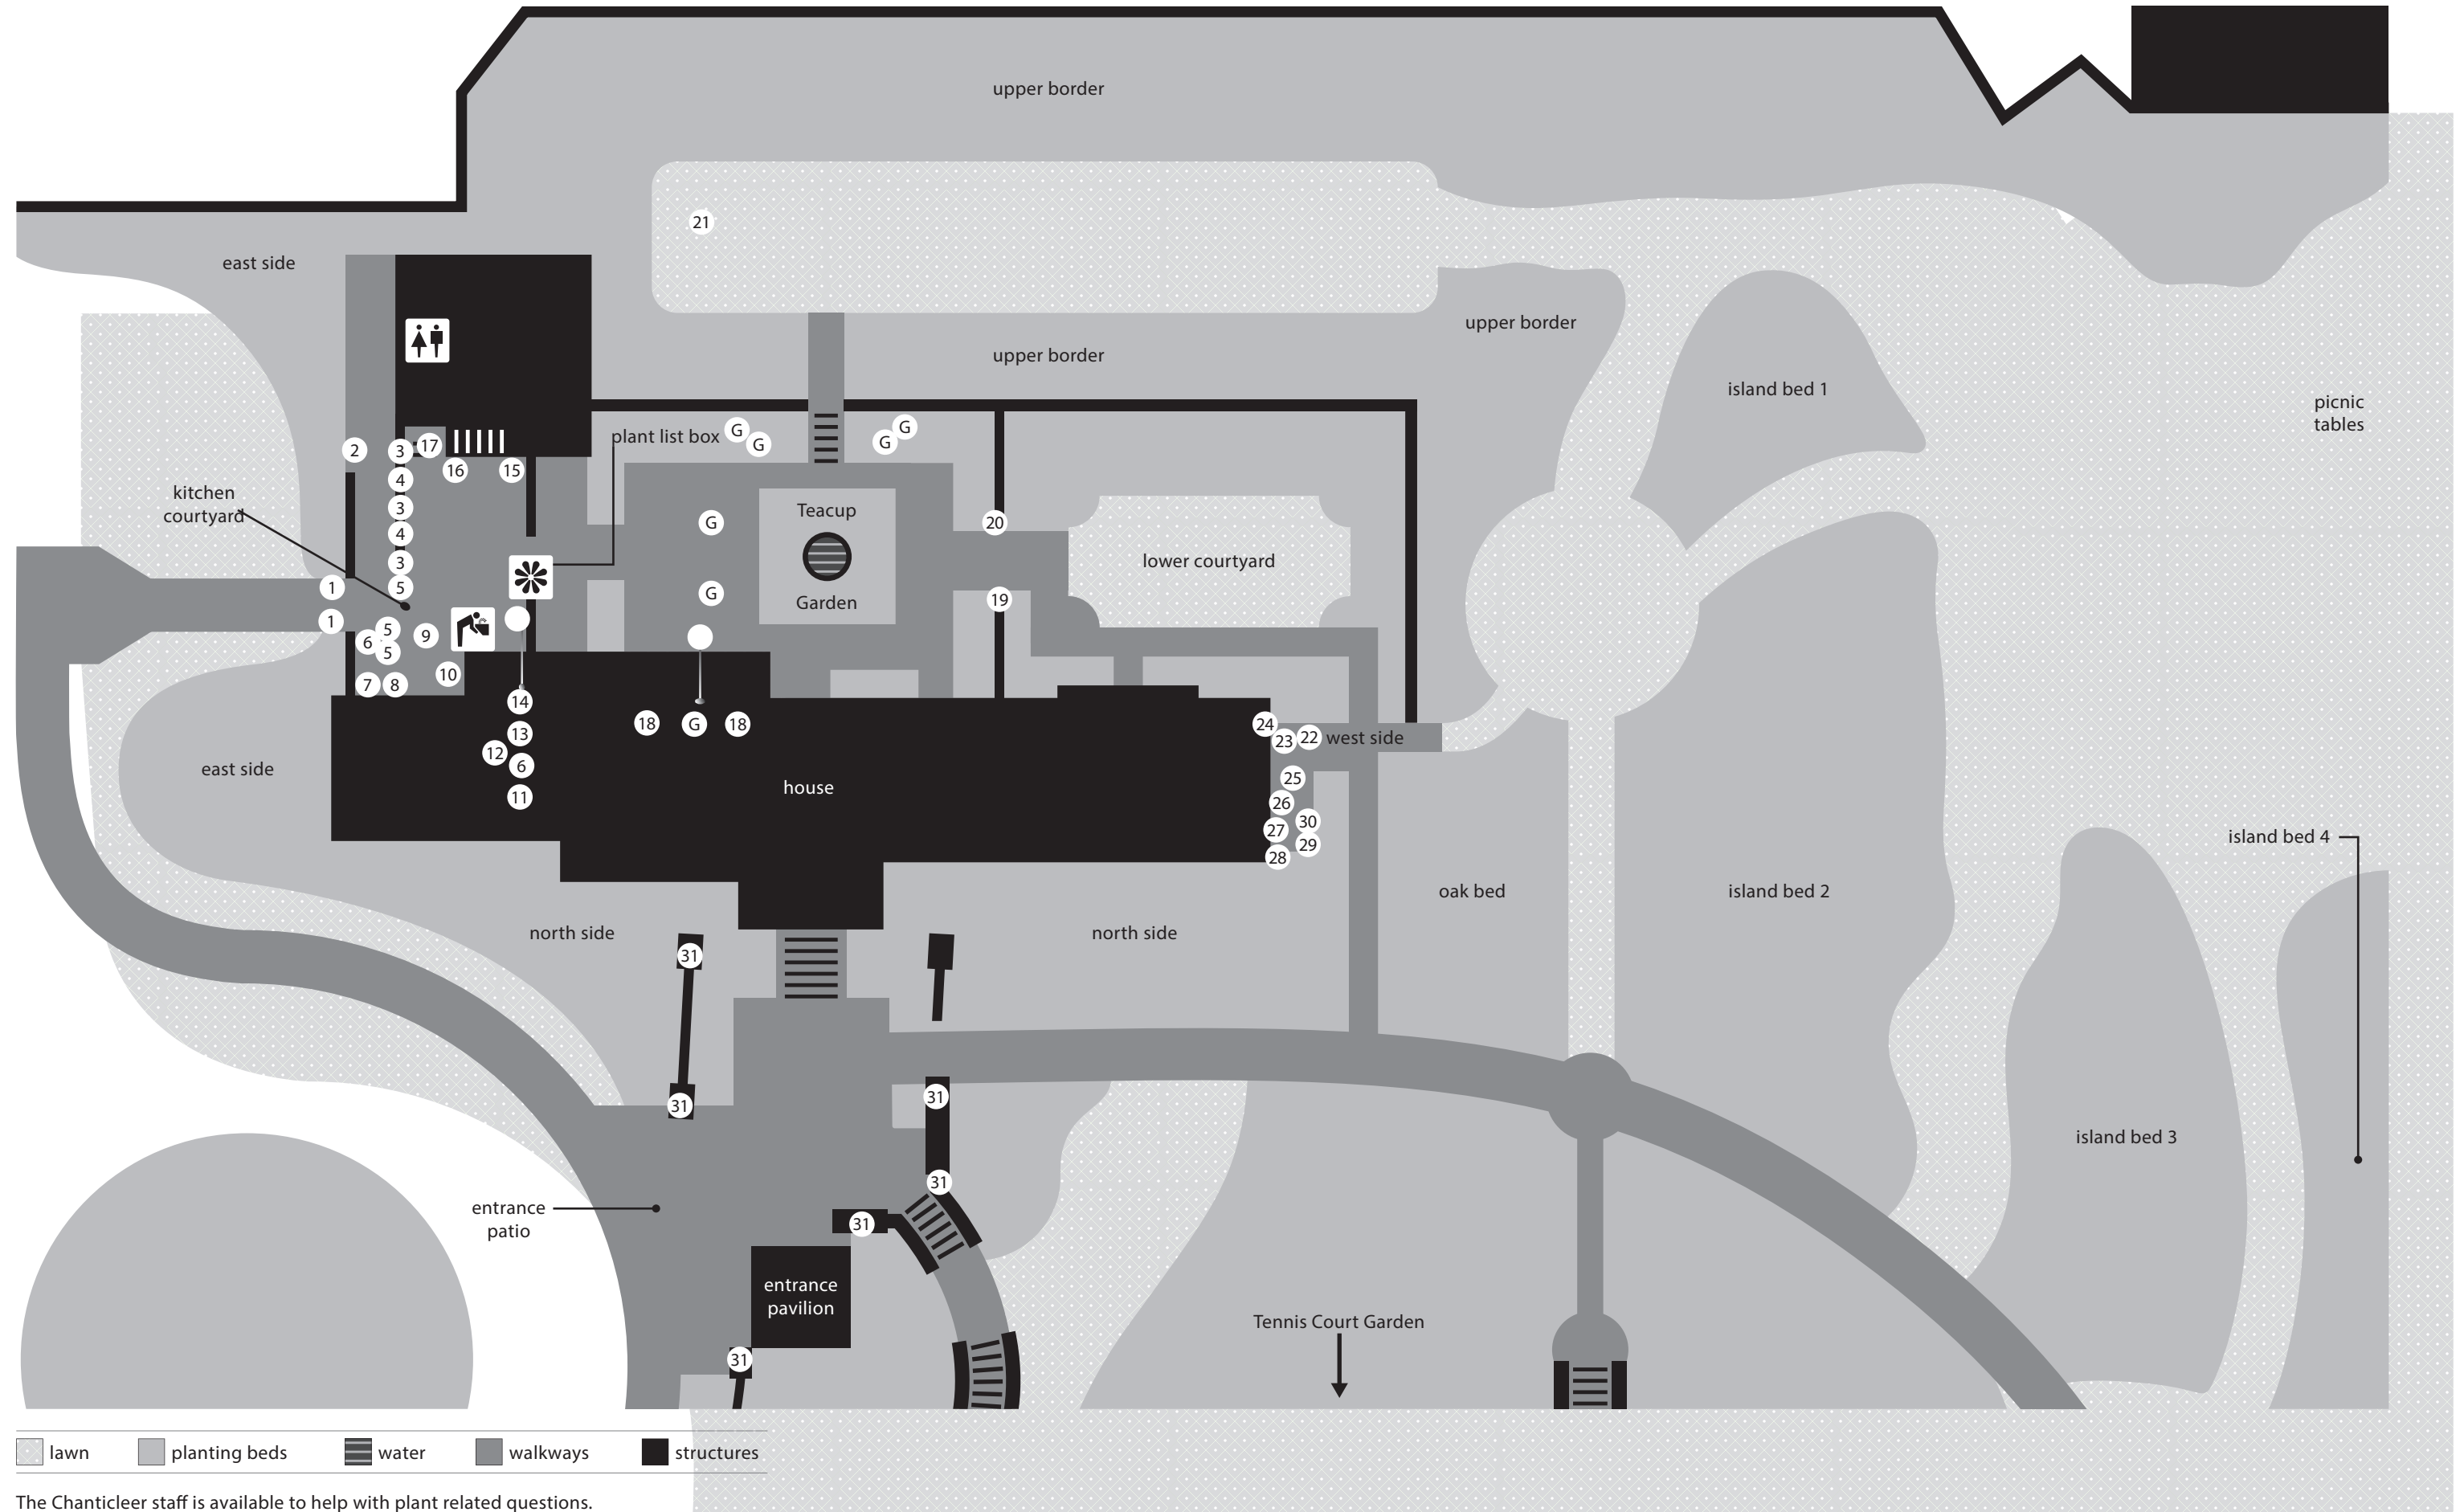 upper border
21
east side
upper border
upper border
island bed 1
picnic
tables
plant list box
G
G
G
G
2
3
17
16
15
4
kitchen
courtyard
3
4
3
5
G
Teacup
Garden
20
lower courtyard
1
1
5
6
5
9
G
19
10
7
8
14
18
G
18
13
12
6
11
24
23
22
west side
25
26
27
30
29
28
east side
house
island bed 4
oak bed
island bed 2
north side
north side
31
31
31
island bed 3
31
entrance
patio
31
entrance
pavilion
Tennis Court Garden
31
lawn
planting beds
water
walkways
structures
The Chanticleer staff is available to help with plant related questions.